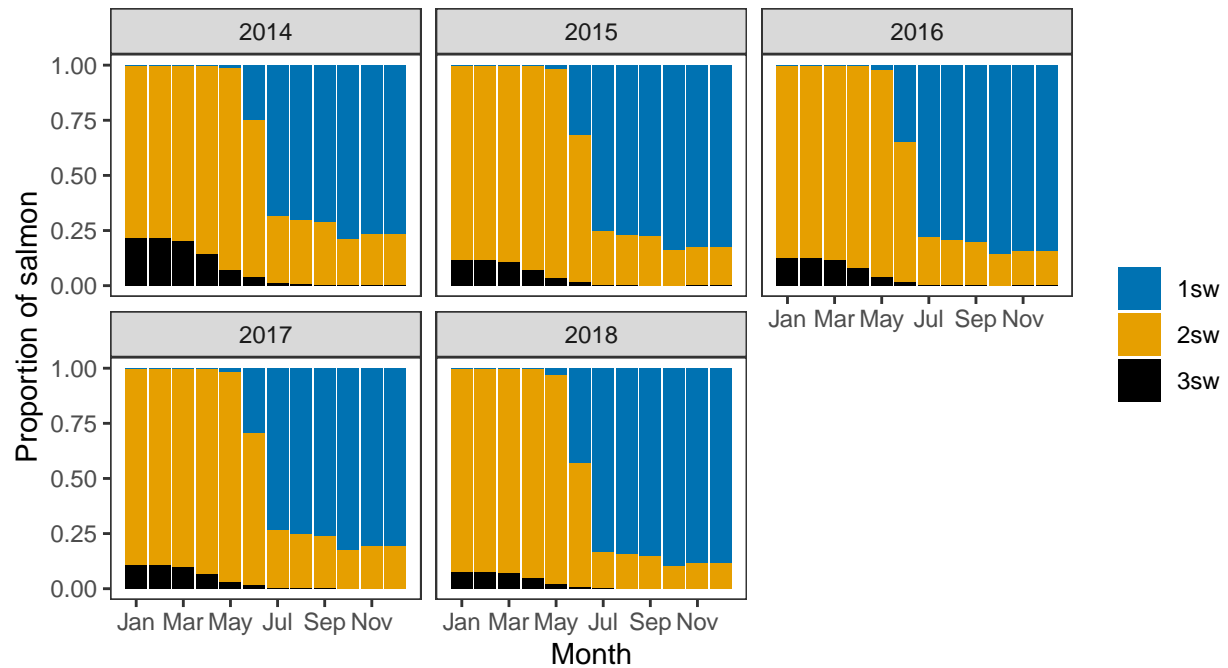 2014 2015 2016
1.00
0.75
0.50
0.25
0.00
Jan Mar May Jul Sep Nov
2017 2018
1.00
0.75
0.50
0.25
0.00
Jan Mar May Jul Sep Nov Jan Mar May Jul Sep Nov
Month
Proportion of salmon
1sw
2sw
3sw